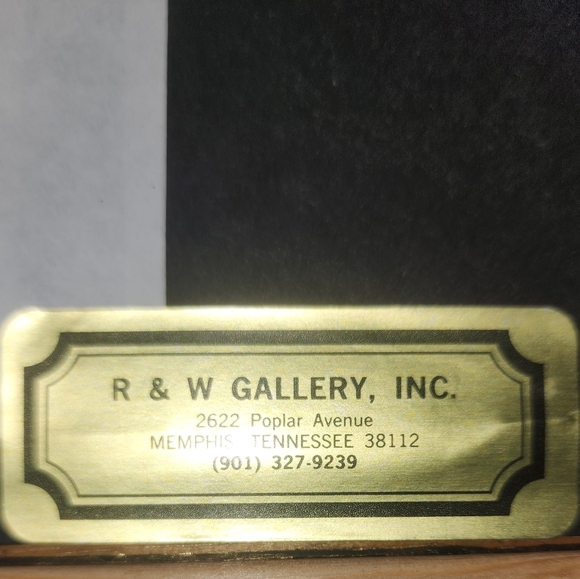 R & W GALLERY, INC.
2622 Poplar Avenue
MEMPHIS, TENNESSEE 38112
(901) 327-9239